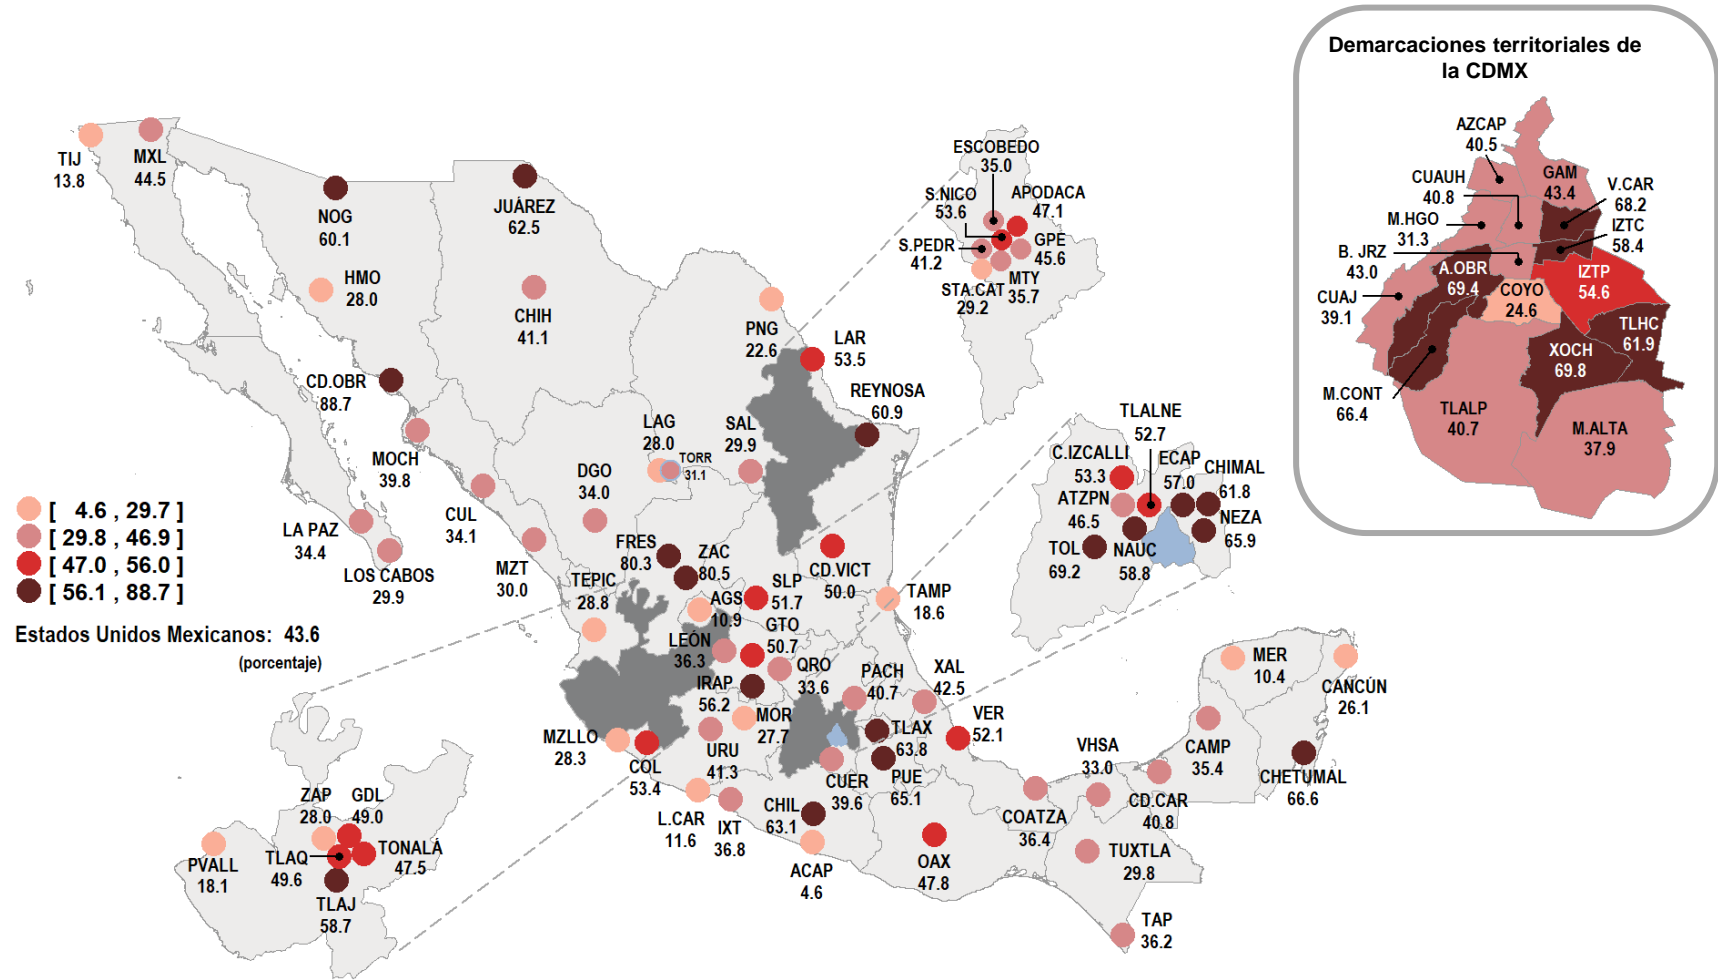 Demarcaciones territoriales de
la CDMX
AZCAP
40.5
CUAUH
40.8
GAM
43.4
V.CAR
68.2
M.HGO
31.3
IZTC
58.4
B. JRZ
43.0
A.OBR
69.4
IZTP
54.6
COYO
24.6
CUAJ
39.1
TLHC
61.9
XOCH
69.8
M.CONT
66.4
TLALP
40.7
M.ALTA
37.9
TIJ
13.8
MXL
44.5
NOG
60.1
JUÁREZ
62.5
HMO
28.0
CHIH
41.1
CD.OBR
88.7
MOCH
39.8
LA PAZ
34.4
LOS CABOS
29.9
CUL
34.1
MZT
30.0
DGO
34.0
LAG
28.0
TORR
31.1
SAL
29.9
PNG
22.6
LAR
53.5
REYNOSA
60.9
ESCOBEDO
35.0
S.NICO
53.6
APODACA
47.1
S.PEDR
41.2
GPE
45.6
STA.CAT
29.2
MTY
35.7
TLALNE
52.7
C.IZCALLI
53.3
ECAP
57.0
CHIMAL
61.8
ATZPN
46.5
NEZA
65.9
TOL
69.2
NAUC
58.8
FRES
80.3
ZAC
80.5
TEPIC
28.8
AGS
10.9
SLP
51.7
CD.VICT
50.0
TAMP
18.6
LEÓN
36.3
GTO
50.7
IRAP
56.2
QRO
33.6
PACH
40.7
XAL
42.5
MOR
27.7
URU
41.3
MZLLO
28.3
COL
53.4
L.CAR
11.6
IXT
36.8
CHIL
63.1
ACAP
4.6
CUER
39.6
TLAX
63.8
PUE
65.1
VER
52.1
OAX
47.8
COATZA
36.4
VHSA
33.0
CD.CAR
40.8
TUXTLA
29.8
TAP
36.2
CAMP
35.4
MER
10.4
CANCÚN
26.1
CHETUMAL
66.6
ZAP
28.0
GDL
49.0
PVALL
18.1
TLAQ
49.6
TONALÁ
47.5
TLAJ
58.7
[ 4.6 , 29.7 ]
[ 29.8 , 46.9 ]
[ 47.0 , 56.0 ]
[ 56.1 , 88.7 ]
Estados Unidos Mexicanos: 43.6
(porcentaje)